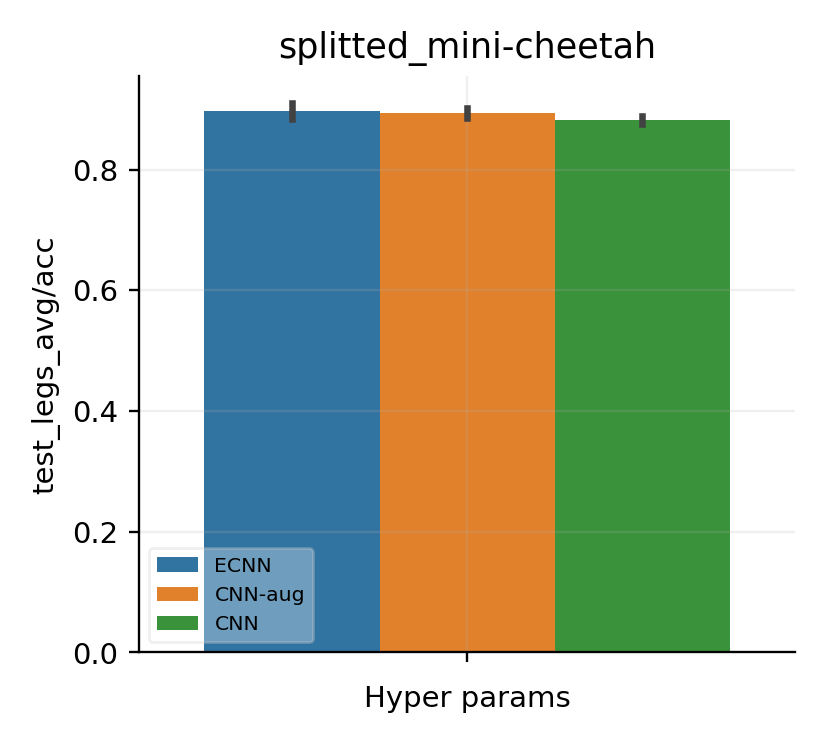 splitted_mini-cheetah
test_legs_avg/acc
0.8
0.6
0.4
0.2
0.0
ECNN
CNN-aug
CNN
Hyper params